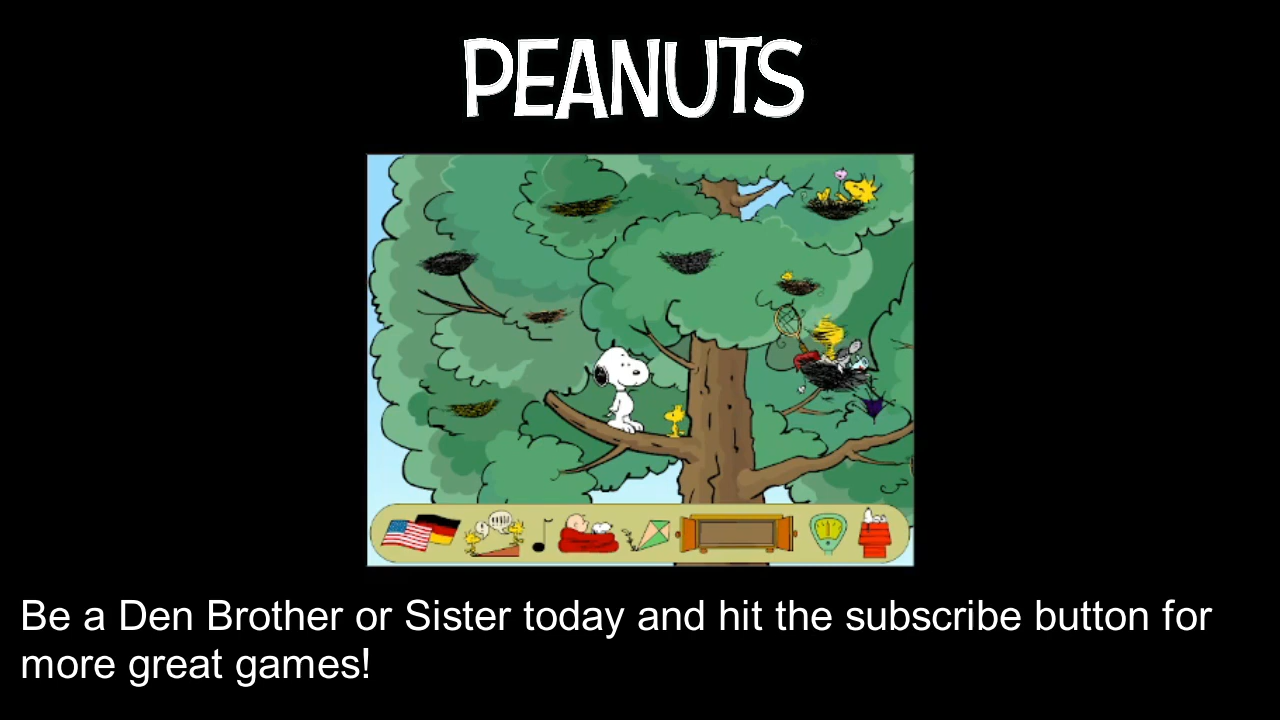 PEANUTS
Be a Den Brother or Sister today and hit the subscribe button for
more great games!